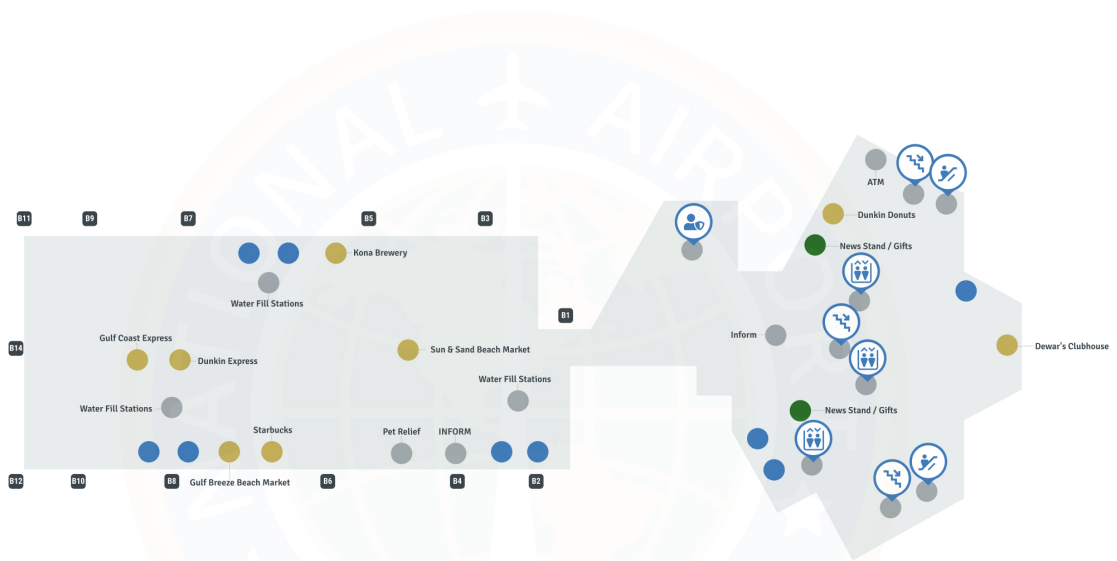 NATIONAL AIRPORT
ATM
Dunkin Donuts
News Stand / Gifts
B11
B9
B7
B5
B3
Kona Brewery
Water Fill Stations
B1
Inform
Dewar's Clubhouse
B14
Gulf Coast Express
Dunkin Express
Sun & Sand Beach Market
Water Fill Stations
Water Fill Stations
News Stand / Gifts
Starbucks
Pet Relief
INFORM
B12
B10
B8
Gulf Breeze Beach Market
B6
B4
B2